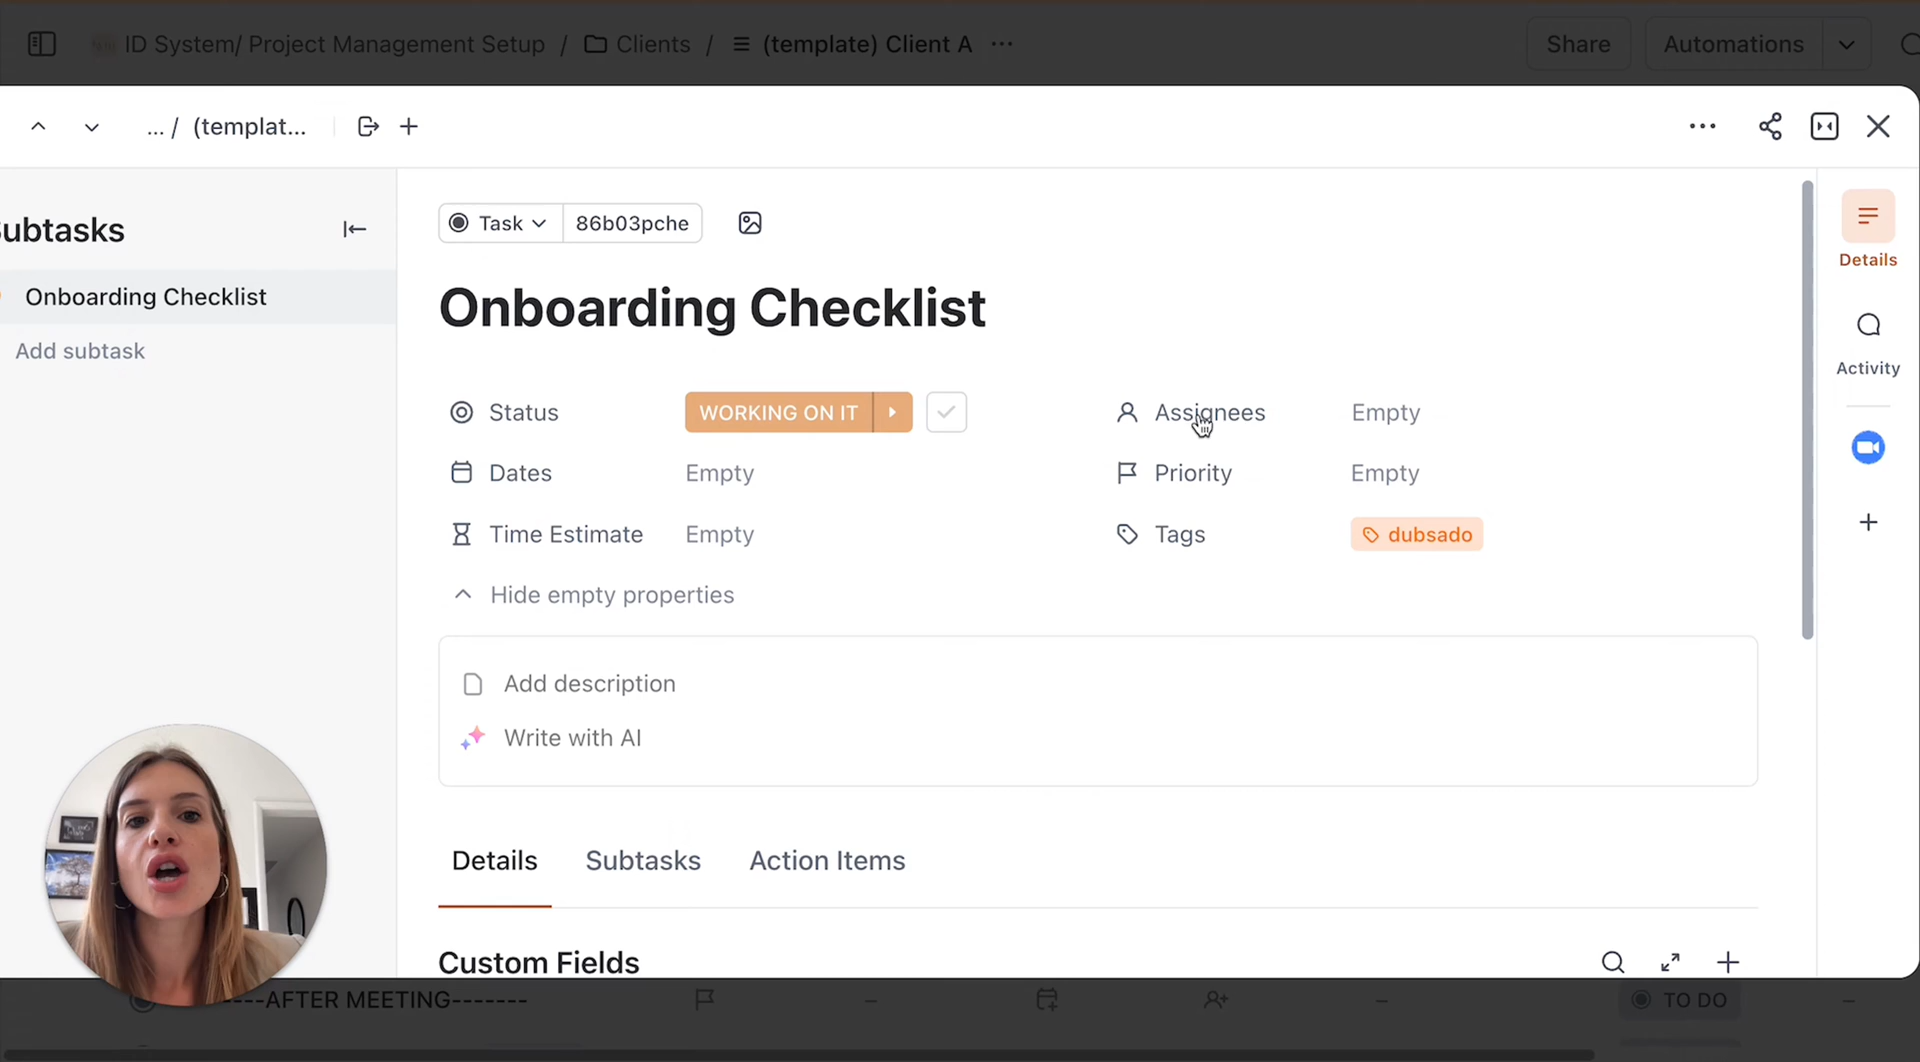 ID System/ Project Management Setup / Clients / (template) Client A ...
Share
Automations
... / (templat...
ubtasks
Onboarding Checklist
Add subtask
Task
86b03pche
Onboarding Checklist
Status
WORKING ON IT
Assignees
Empty
Dates
Empty
Priority
Empty
Time Estimate
Empty
Tags
dubsado
Hide empty properties
Add description
Write with AI
Details
Subtasks
Action Items
Custom Fields
Details
Activity
----AFTER MEETING-------
TO DO